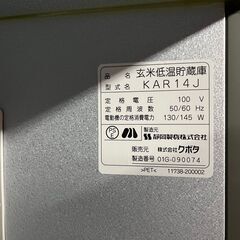 品名 玄米低温貯蔵庫
型式 KAR14J
定格電圧 100 V
定格周波数 50/60 Hz
電動機の定格消費電力 130/145 W
製造元 静岡製機株式会社
販売元 株式会社クボタ
製造番号 01G-090074
>PET< 11738-200002